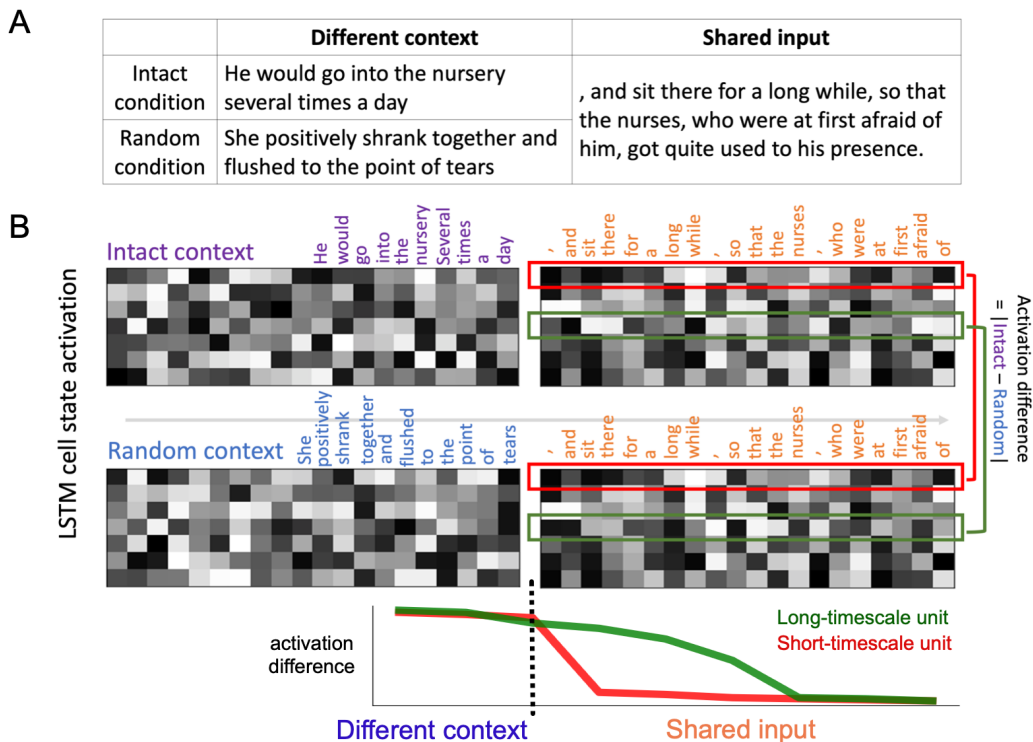 A
Different context
Shared input
Intact
condition
He would go into the nursery
several times a day
, and sit there for a long while, so that
the nurses, who were at first afraid of
him, got quite used to his presence.
Random
condition
She positively shrank together and
flushed to the point of tears
B
LSTM cell state activation
Intact context
He would go into the nursery Several times a day
, and sit there for a long while , so that the nurses , who were at first afraid of
Random context
She positively shrank together and flushed to the point of tears
, and sit there for a long while , so that the nurses , who were at first afraid of
Activation difference
= |Intact – Random|
activation
difference
Long-timescale unit
Short-timescale unit
Different context
Shared input